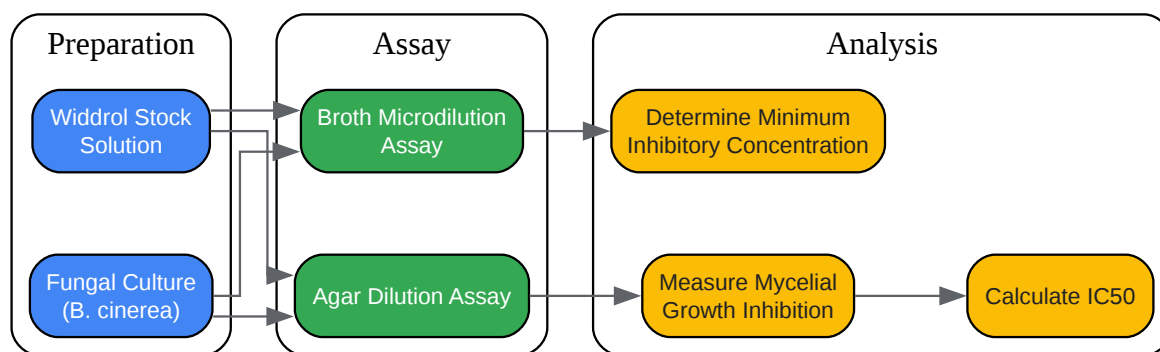 Preparation
Assay
Analysis
Widdrol Stock
Solution
Broth Microdilution
Assay
Determine Minimum
Inhibitory Concentration
Fungal Culture
(B. cinerea)
Agar Dilution Assay
Measure Mycelial
Growth Inhibition
Calculate IC50